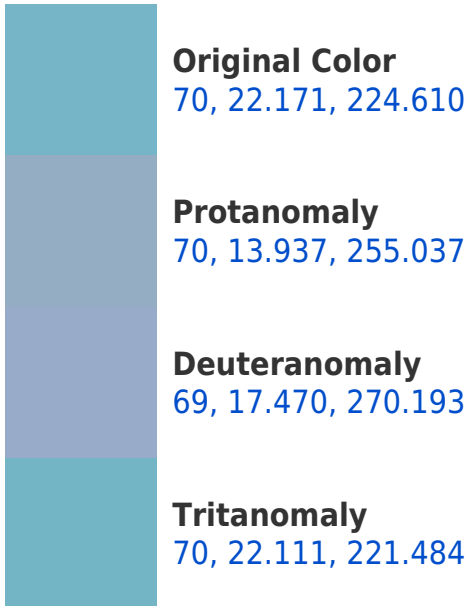 Original Color
70, 22.171, 224.610
Protanomaly
70, 13.937, 255.037
Deuteranomaly
69, 17.470, 270.193
Tritanomaly
70, 22.111, 221.484